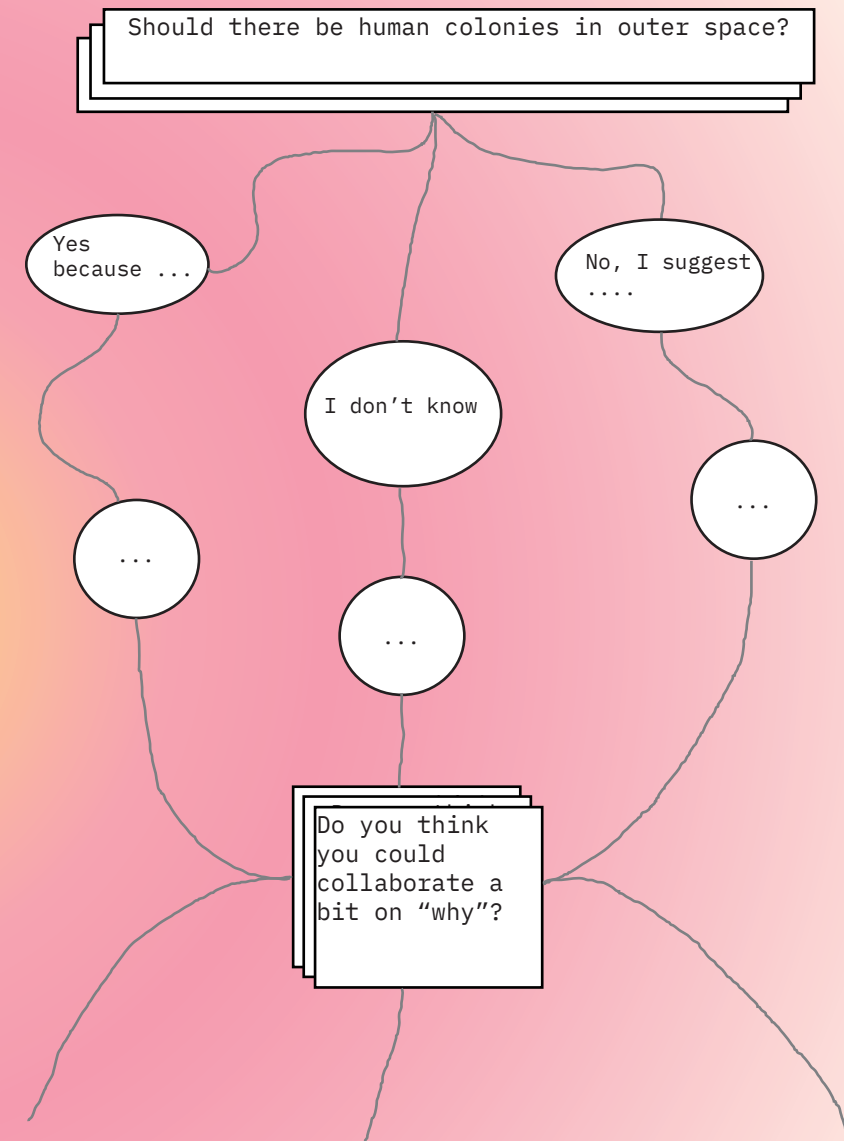 Should there be human colonies in outer space?
Yes
because ...
No, I suggest
....
I don’t know
...
...
...
Do you think
you could
collaborate a
bit on “why”?